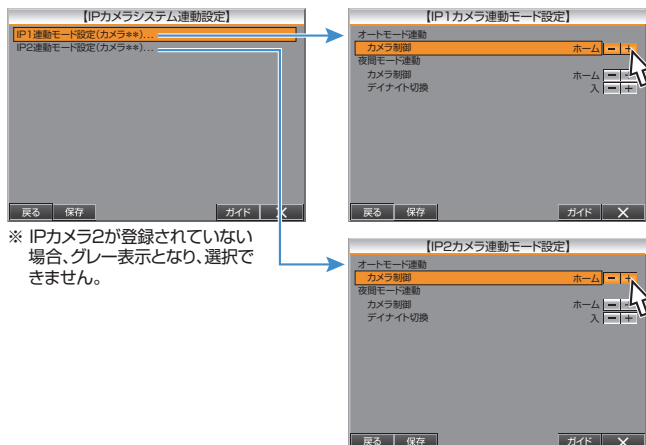 【IPカメラシステム連動設定】
IP1連動モード設定(カメラ**)...
IP2連動モード設定(カメラ**)...
戻る 保存 ガイド X
※ IPカメラ2が登録されていない
場合、グレー表示となり、選択で
きません。
【IP1カメラ連動モード設定】
オートモード連動
カメラ制御 ホーム － ＋
夜間モード連動
カメラ制御 ホーム － ＋
デイナイト切換 入 － ＋
戻る 保存 ガイド X
【IP2カメラ連動モード設定】
オートモード連動
カメラ制御 ホーム － ＋
夜間モード連動
カメラ制御 ホーム － ＋
デイナイト切換 入 － ＋
戻る 保存 ガイド X